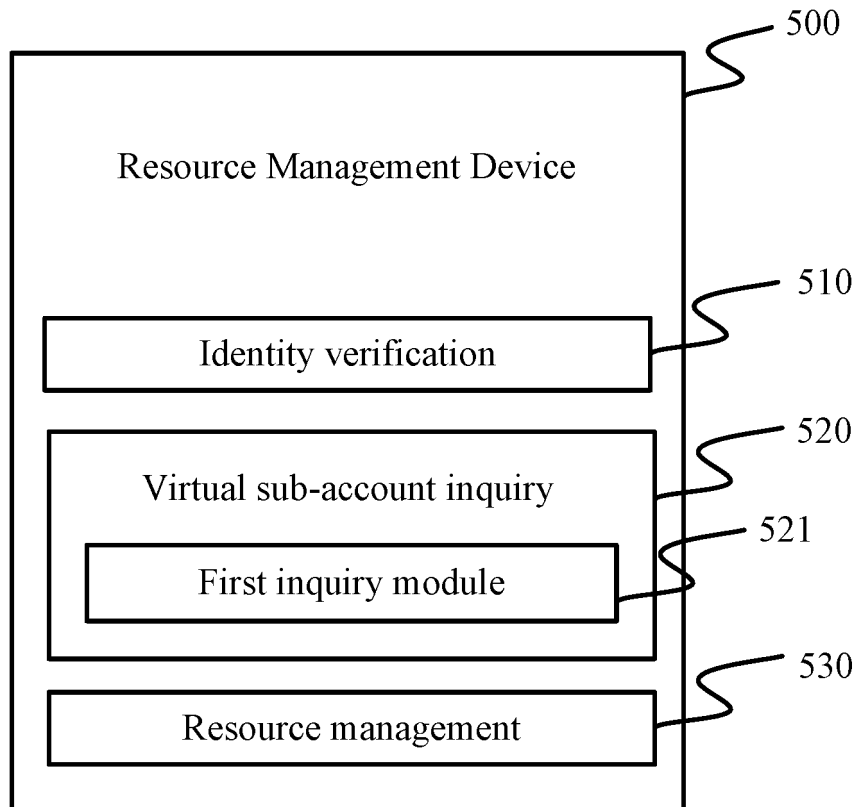 500
Resource Management Device
510
Identity verification
520
Virtual sub-account inquiry
521
First inquiry module
530
Resource management